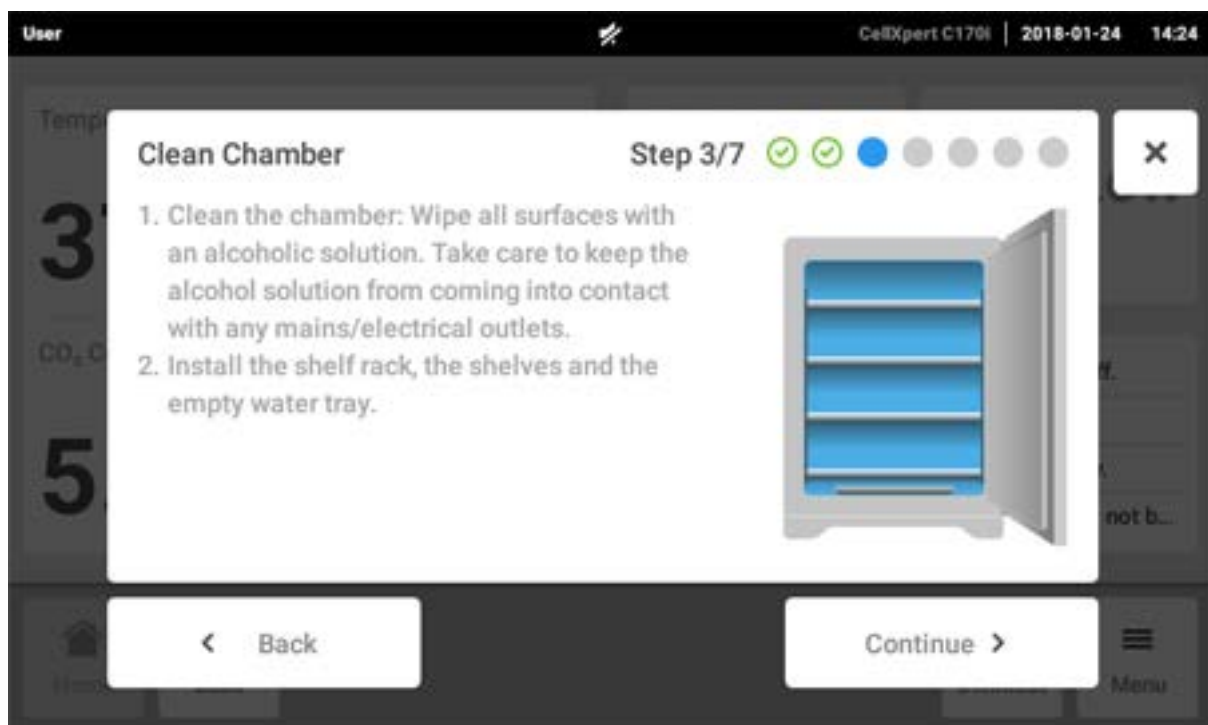 User
CellXpert C170i | 2018-01-24 14:24
Clean Chamber
Step 3/7
1. Clean the chamber: Wipe all surfaces with
an alcoholic solution. Take care to keep the
alcohol solution from coming into contact
with any mains/electrical outlets.
2. Install the shelf rack, the shelves and the
empty water tray.
not b...
Back
Continue
Home
Menu